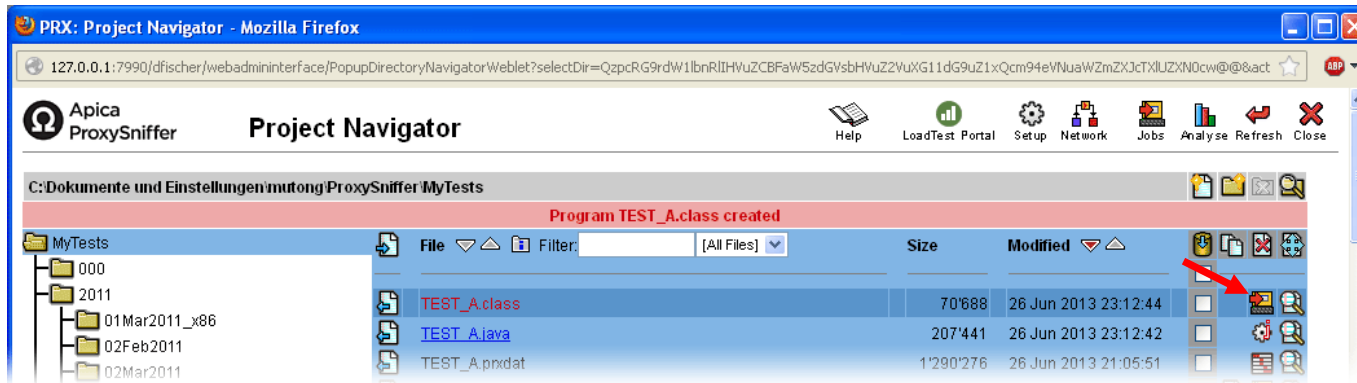 PRX: Project Navigator - Mozilla Firefox
127.0.0.1:7990/dfischer/webadmininterface/PopupDirectoryNavigatorWeblet?selectDir=QzpcRG9rdW1lbnRlIHVuZCBFaW5zdGVsbHVuZ2VuXG11dG9uZ1xQcm94eVNuaWZmZXJcTXlUZXN0cw@@&act
ABP
Apica
ProxySniffer
Project Navigator
Help LoadTest Portal Setup Network Jobs Analyse Refresh Close
C:\Dokumente und Einstellungen\mutong\ProxySniffer\MyTests
Program TEST_A.class created
MyTests File Filter: [All Files] Size Modified
000
2011
TEST_A.class 70'688 26 Jun 2013 23:12:44
01Mar2011_x86
TEST_A.java 207'441 26 Jun 2013 23:12:42
02Feb2011
TEST_A.prxdat 1'290'276 26 Jun 2013 21:05:51
02Mar2011